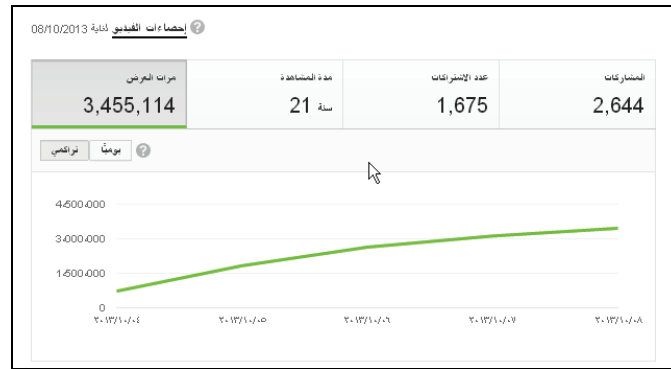 إحصاءات الفيديو لغاية 08/10/2013
المشاركات
2,644
عدد الاشتراكات
1,675
مدة المشاهدة
21 سنة
مرات العرض
3,455,114
يوميًا تراكمي
4٬500٬000
3٬000٬000
1٬500٬000
0
٢٠١٣/١٠/٠٤ ٢٠١٣/١٠/٠٥ ٢٠١٣/١٠/٠٦ ٢٠١٣/١٠/٠٧ ٢٠١٣/١٠/٠٨